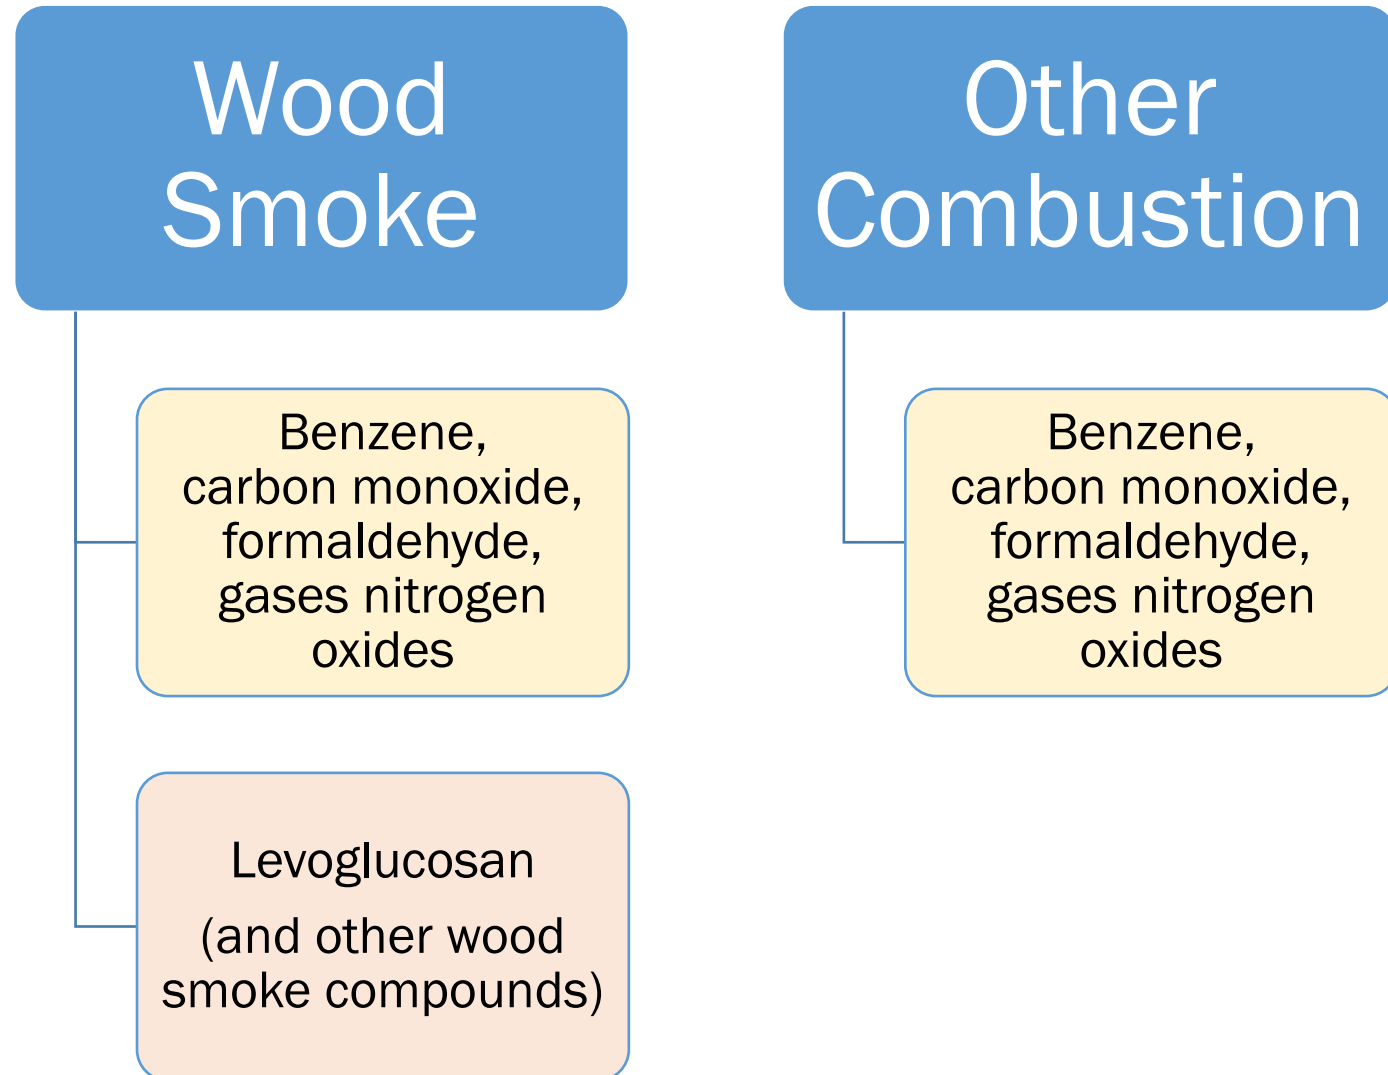 Wood
Smoke
Benzene,
carbon monoxide,
formaldehyde,
gases nitrogen
oxides
Levoglucosan
(and other wood
smoke compounds)
Other
Combustion
Benzene,
carbon monoxide,
formaldehyde,
gases nitrogen
oxides